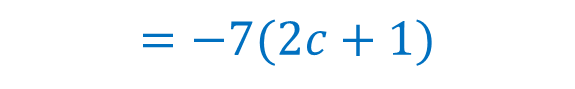 = −7(2c + 1)